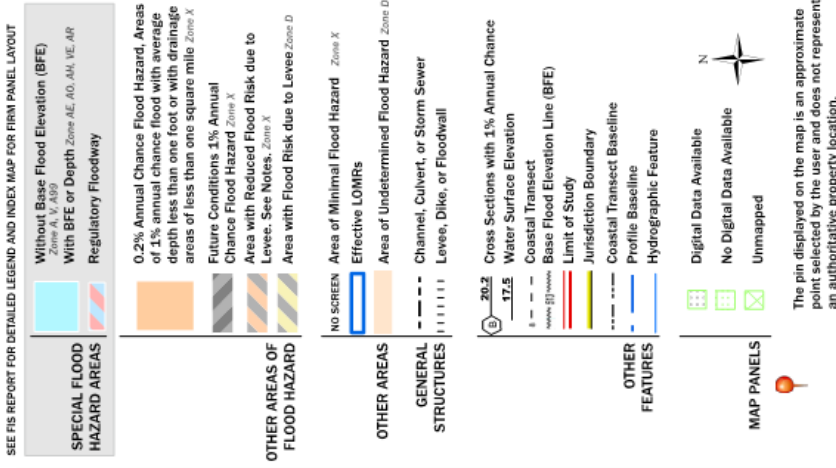 SEE FIS REPORT FOR DETAILED LEGEND AND INDEX MAP FOR FIRM PANEL LAYOUT
SPECIAL FLOOD
HAZARD AREAS
Without Base Flood Elevation (BFE)
Zone A, V, A99
With BFE or Depth Zone AE, AO, AH, VE, AR
Regulatory Floodway
OTHER AREAS OF
FLOOD HAZARD
0.2% Annual Chance Flood Hazard, Areas
of 1% annual chance flood with average
depth less than one foot or with drainage
areas of less than one square mile Zone X
Future Conditions 1% Annual
Chance Flood Hazard Zone X
Area with Reduced Flood Risk due to
Levee. See Notes. Zone X
Area with Flood Risk due to Levee Zone D
OTHER AREAS
NO SCREEN Area of Minimal Flood Hazard Zone X
Effective LOMRs
Area of Undetermined Flood Hazard Zone D
GENERAL
STRUCTURES
Channel, Culvert, or Storm Sewer
Levee, Dike, or Floodwall
OTHER
FEATURES
B 20.2 Cross Sections with 1% Annual Chance
17.5 Water Surface Elevation
8 Coastal Transect
513 Base Flood Elevation Line (BFE)
Limit of Study
Jurisdiction Boundary
Coastal Transect Baseline
Profile Baseline
Hydrographic Feature
MAP PANELS
Digital Data Available
No Digital Data Available
Unmapped
N
The pin displayed on the map is an approximate
point selected by the user and does not represent
an authoritative property location.